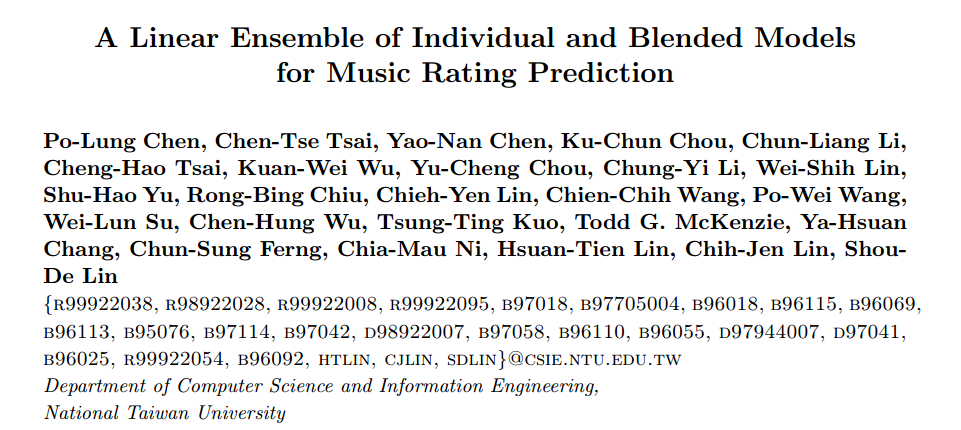 A Linear Ensemble of Individual and Blended Models
for Music Rating Prediction
Po-Lung Chen, Chen-Tse Tsai, Yao-Nan Chen, Ku-Chun Chou, Chun-Liang Li,
Cheng-Hao Tsai, Kuan-Wei Wu, Yu-Cheng Chou, Chung-Yi Li, Wei-Shih Lin,
Shu-Hao Yu, Rong-Bing Chiu, Chieh-Yen Lin, Chien-Chih Wang, Po-Wei Wang,
Wei-Lun Su, Chen-Hung Wu, Tsung-Ting Kuo, Todd G. McKenzie, Ya-Hsuan
Chang, Chun-Sung Ferng, Chia-Mau Ni, Hsuan-Tien Lin, Chih-Jen Lin, Shou-
De Lin
{r99922038, r98922028, r99922008, r99922095, b97018, b97705004, b96018, b96115, b96069,
b96113, b95076, b97114, b97042, d98922007, b97058, b96110, b96055, d97944007, d97041,
b96025, r99922054, b96092, htlin, cjlin, sdlin}@csie.ntu.edu.tw
Department of Computer Science and Information Engineering,
National Taiwan University